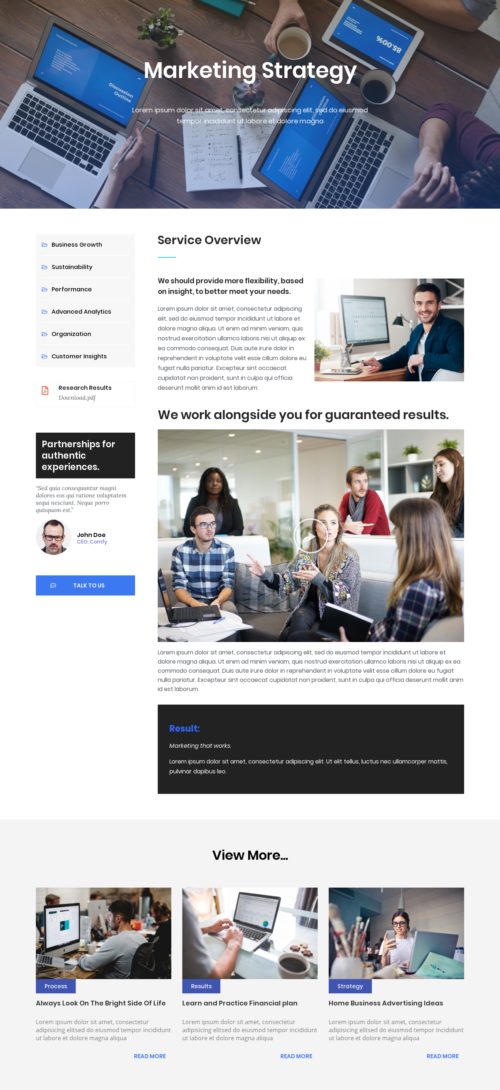 Discussion
Outline
85.600%
Marketing Strategy
Lorem ipsum dolor sit amet, consectetur adipiscing elit, sed do eiusmod
tempor incididunt ut labore et dolore magna.
Business Growth
Sustainability
Performance
Advanced Analytics
Organization
Customer Insights
Research Results
Download.pdf
Partnerships for
authentic
experiences.
"Sed quia consequuntur magni
dolores eos qui ratione voluptatem
sequi nesciunt. Neque porro
quisquam est."
John Doe
CEO: Comfy
TALK TO US
Service Overview
We should provide more flexibility, based
on insight, to better meet your needs.
Lorem ipsum dolor sit amet, consectetur adipiscing
elit, sed do eiusmod tempor incididunt ut labore et
dolore magna aliqua. Ut enim ad minim veniam, quis
nostrud exercitation ullamco laboris nisi ut aliquip ex
ea commodo consequat. Duis aute irure dolor in
reprehenderit in voluptate velit esse cillum dolore eu
fugiat nulla pariatur. Excepteur sint occaecat
cupidatat non proident, sunt in culpa qui officia
deserunt mollit anim id est laborum.
We work alongside you for guaranteed results.
Lorem ipsum dolor sit amet, consectetur adipiscing elit, sed do eiusmod tempor incididunt ut labore et
dolore magna aliqua. Ut enim ad minim veniam, quis nostrud exercitation ullamco laboris nisi ut aliquip ex ea
commodo consequat. Duis aute irure dolor in reprehenderit in voluptate velit esse cillum dolore eu fugiat
nulla pariatur. Excepteur sint occaecat cupidatat non proident, sunt in culpa qui officia deserunt mollit anim
id est laborum.
Result:
Marketing that works.
Lorem ipsum dolor sit amet, consectetur adipiscing elit. Ut elit tellus, luctus nec ullamcorper mattis,
pulvinar dapibus leo.
View More...
Process
Always Look On The Bright Side Of Life
Lorem ipsum dolor sit amet, consectetur
adipisicing elitsed do eiusmod tempor incididunt
ut labore et dolore
READ MORE
Results
Learn and Practice Financial plan
Lorem ipsum dolor sit amet, consectetur
adipisicing elitsed do eiusmod tempor incididunt
ut labore et dolore
READ MORE
Strategy
Home Business Advertising Ideas
Lorem ipsum dolor sit amet, consectetur
adipisicing elitsed do eiusmod tempor incididunt
ut labore et dolore
READ MORE